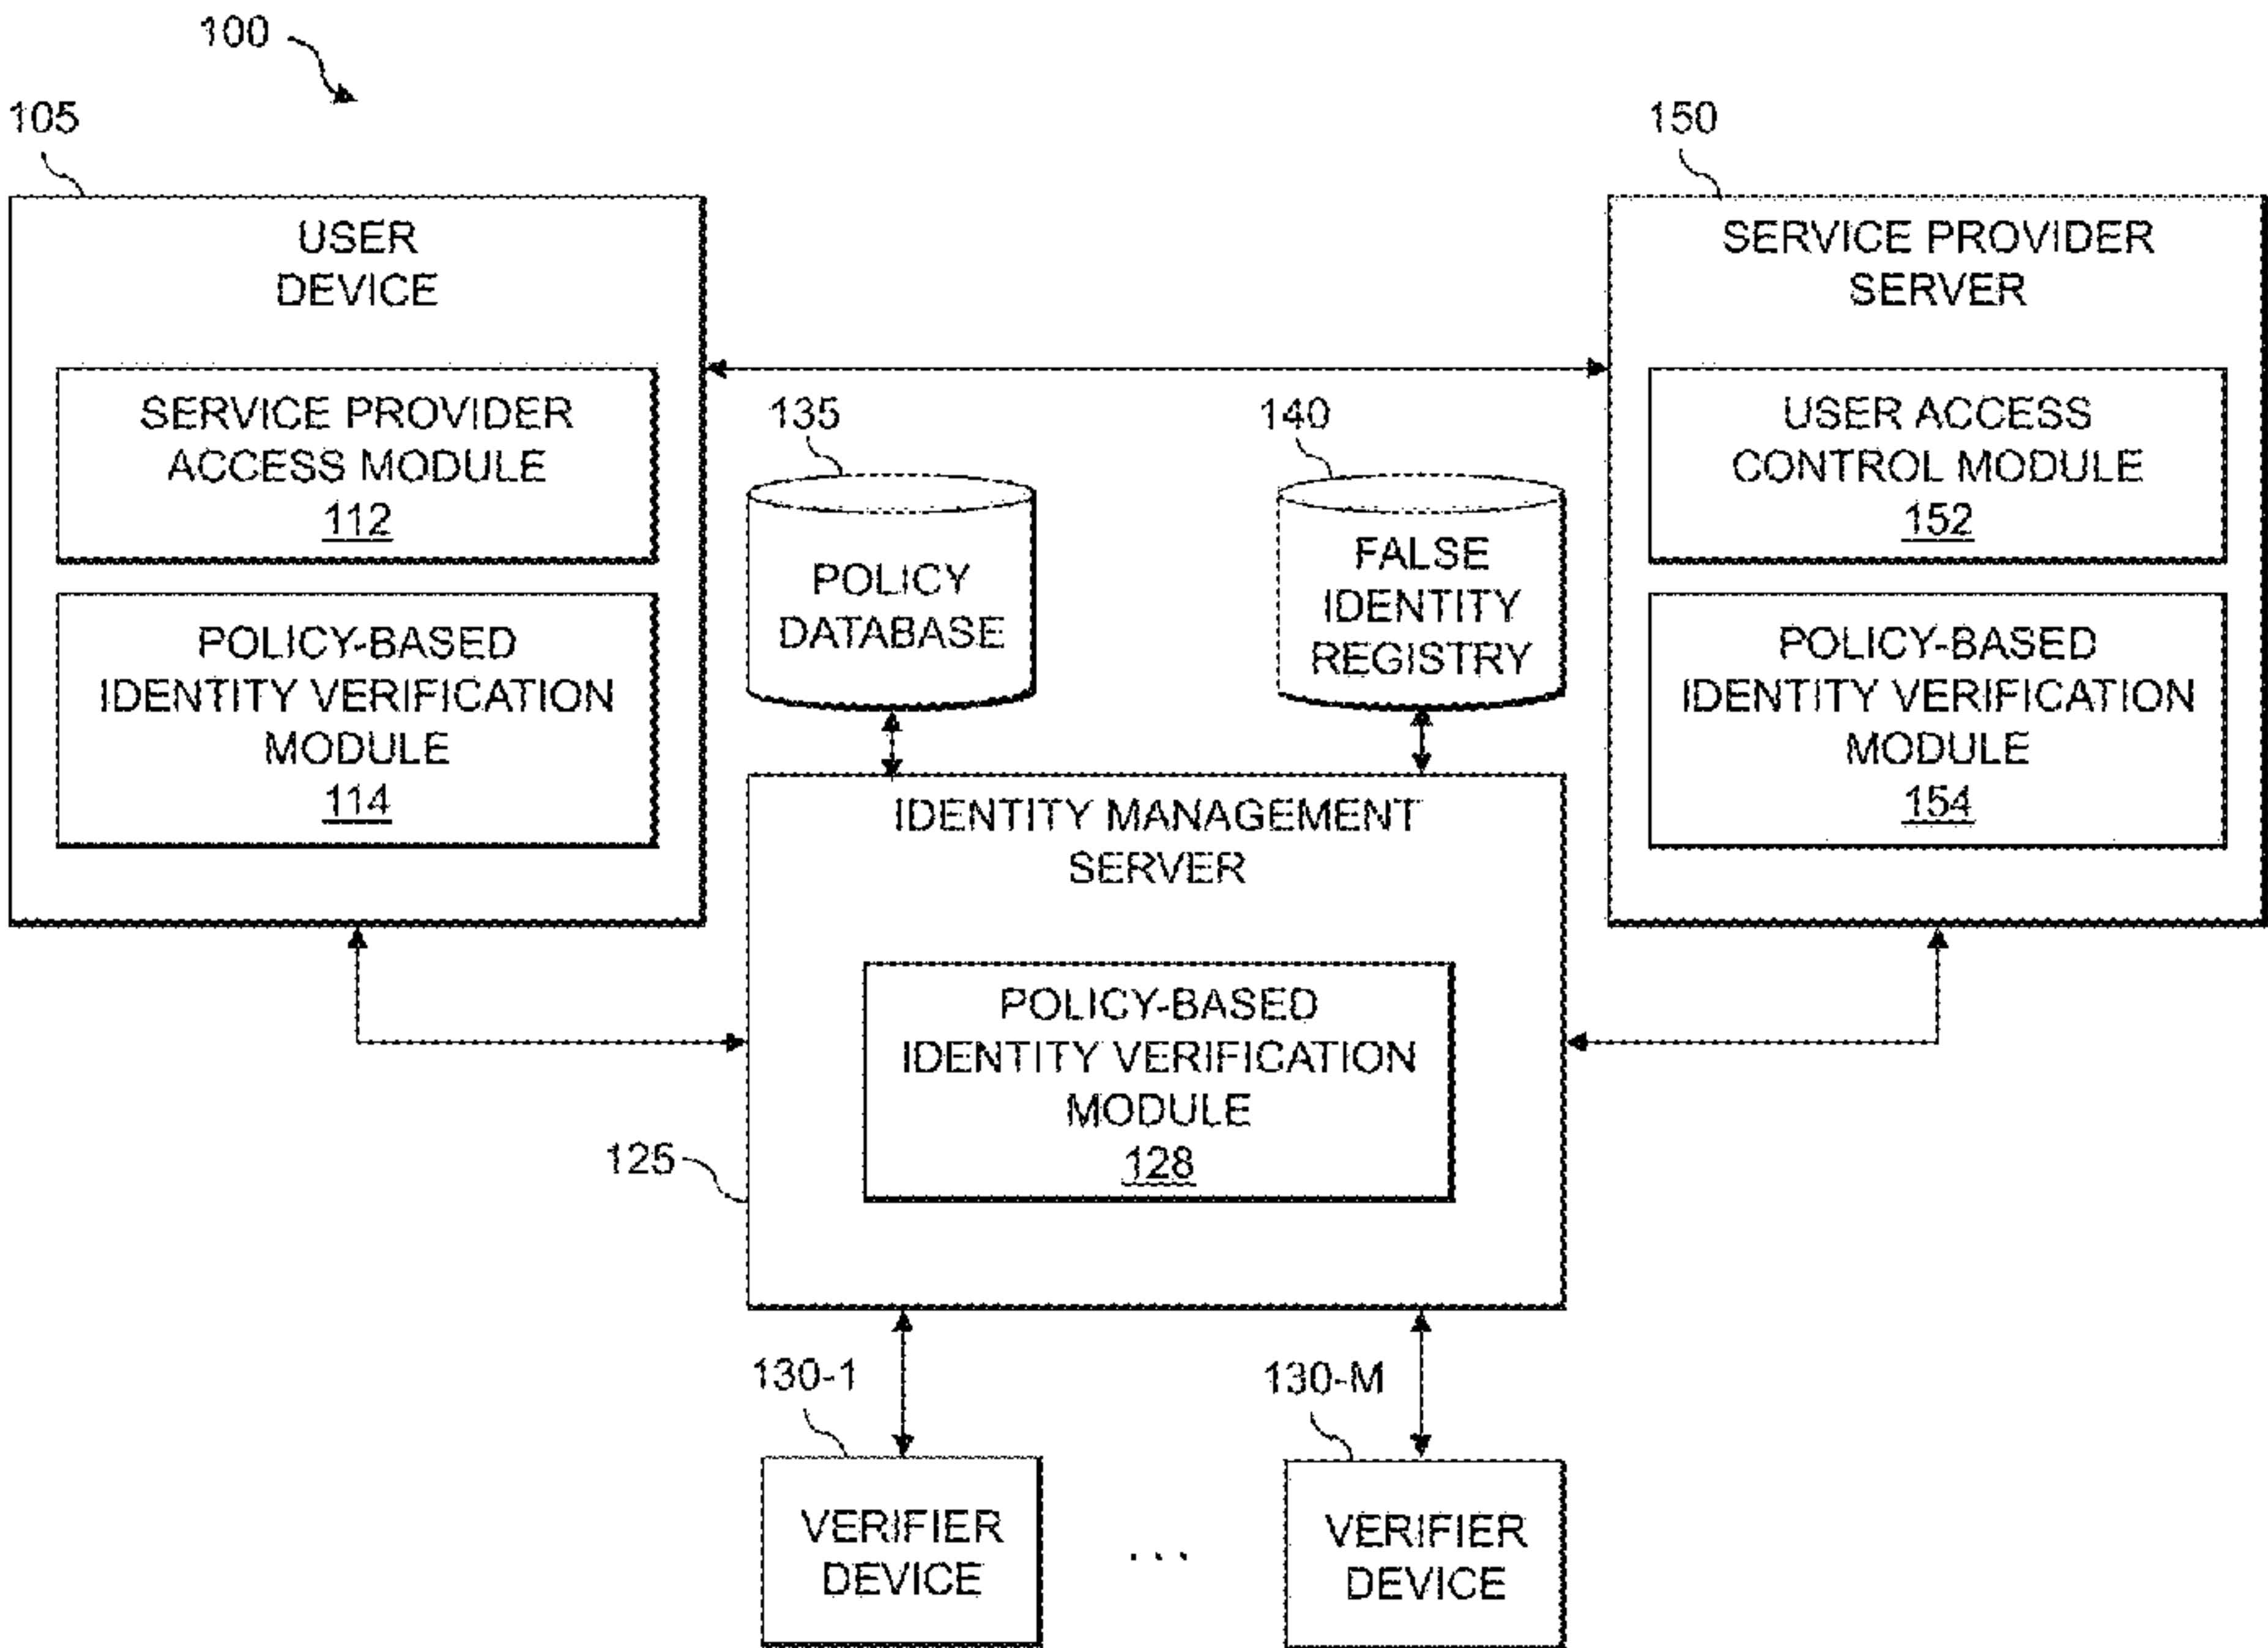 100
105
USER
DEVICE
SERVICE PROVIDER
ACCESS MODULE
112
POLICY-BASED
IDENTITY VERIFICATION
MODULE
114
135
POLICY
DATABASE
140
FALSE
IDENTITY
REGISTRY
150
SERVICE PROVIDER
SERVER
USER ACCESS
CONTROL MODULE
152
POLICY-BASED
IDENTITY VERIFICATION
MODULE
154
IDENTITY MANAGEMENT
SERVER
POLICY-BASED
IDENTITY VERIFICATION
MODULE
128
125
130-1
VERIFIER
DEVICE
...
130-M
VERIFIER
DEVICE